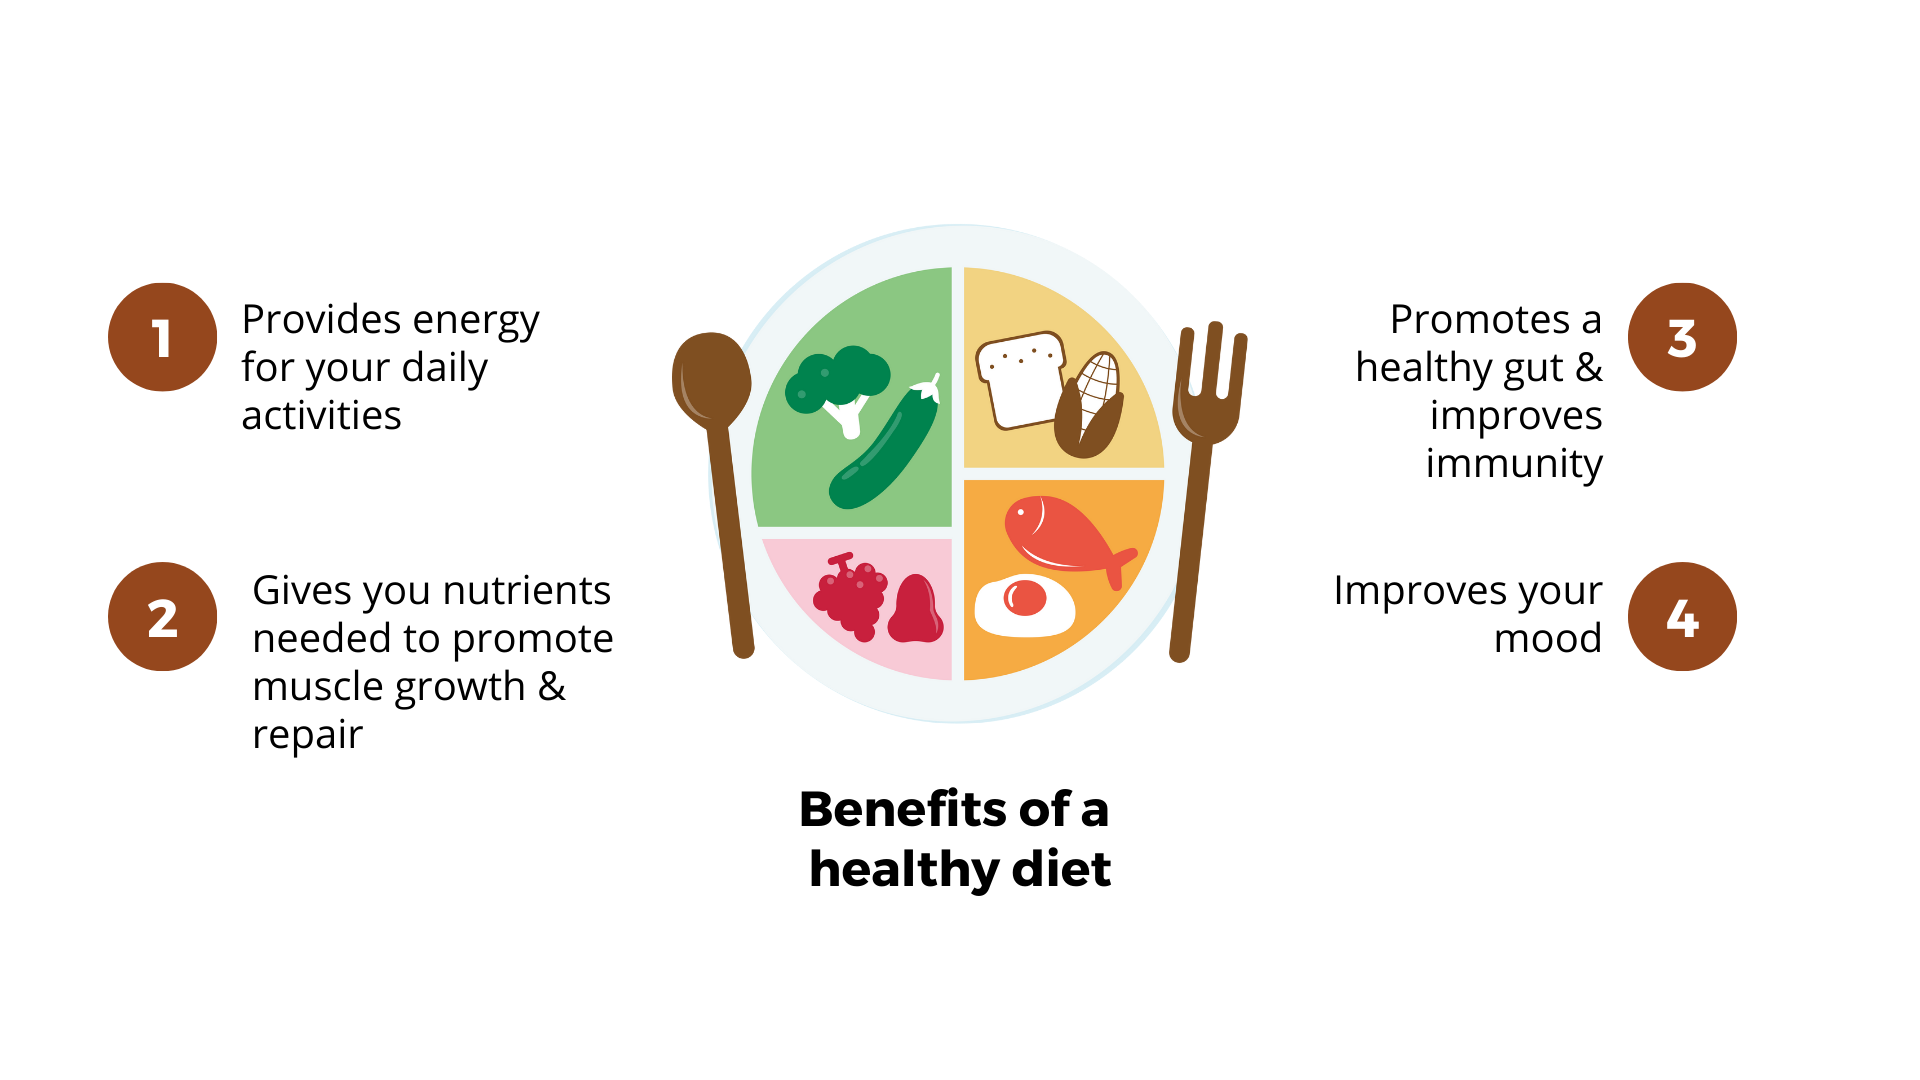 1
Provides energy
for your daily
activities
2
Gives you nutrients
needed to promote
muscle growth &
repair
Promotes a
healthy gut &
improves
immunity
3
Improves your
mood
4
Benefits of a
healthy diet